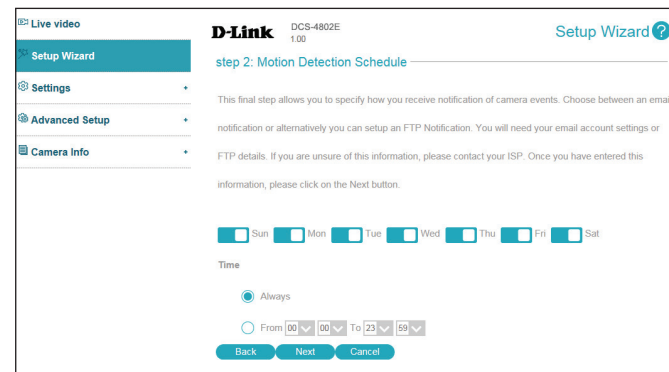 Live video
Setup Wizard
Settings
Advanced Setup
Camera Info
D-Link DCS-4802E
1.00
Setup Wizard ?
step 2: Motion Detection Schedule
This final step allows you to specify how you receive notification of camera events. Choose between an emai
notification or alternatively you can setup an FTP Notification. You will need your email account settings or
FTP details. If you are unsure of this information, please contact your ISP. Once you have entered this
information, please click on the Next button.
Sun Mon Tue Wed Thu Fri Sat
Time
Always
From 00 00 To 23 59
Back Next Cancel